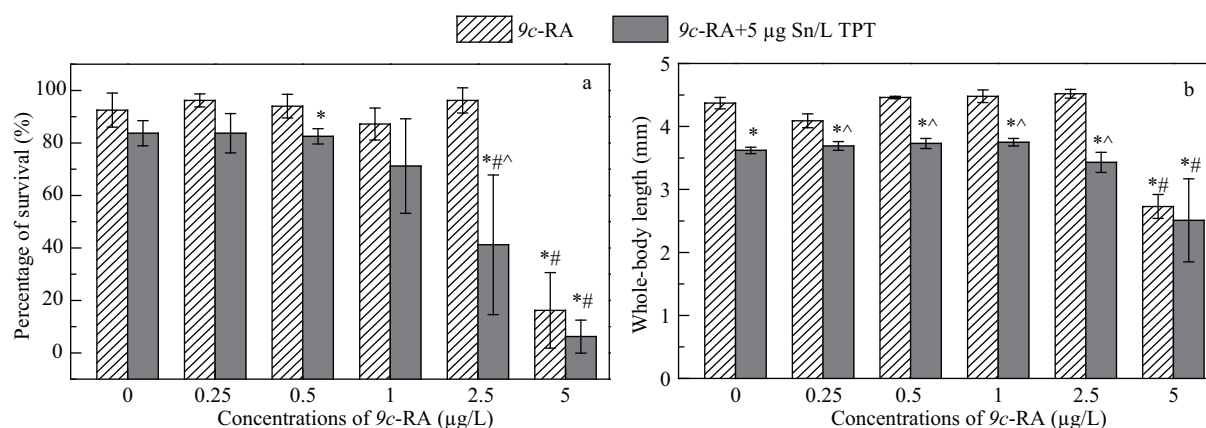 9c-RA 9c-RA+5 µg Sn/L TPT
a
100
80
60
40
20
0
Percentage of survival (%)
*
*#^
*#
*#
0 0.25 0.5 1 2.5 5
Concentrations of 9c-RA (µg/L)
b
5
4
3
2
1
0
Whole-body length (mm)
*
*^
*^
*^
*^
*#
*#
0 0.25 0.5 1 2.5 5
Concentrations of 9c-RA (µg/L)